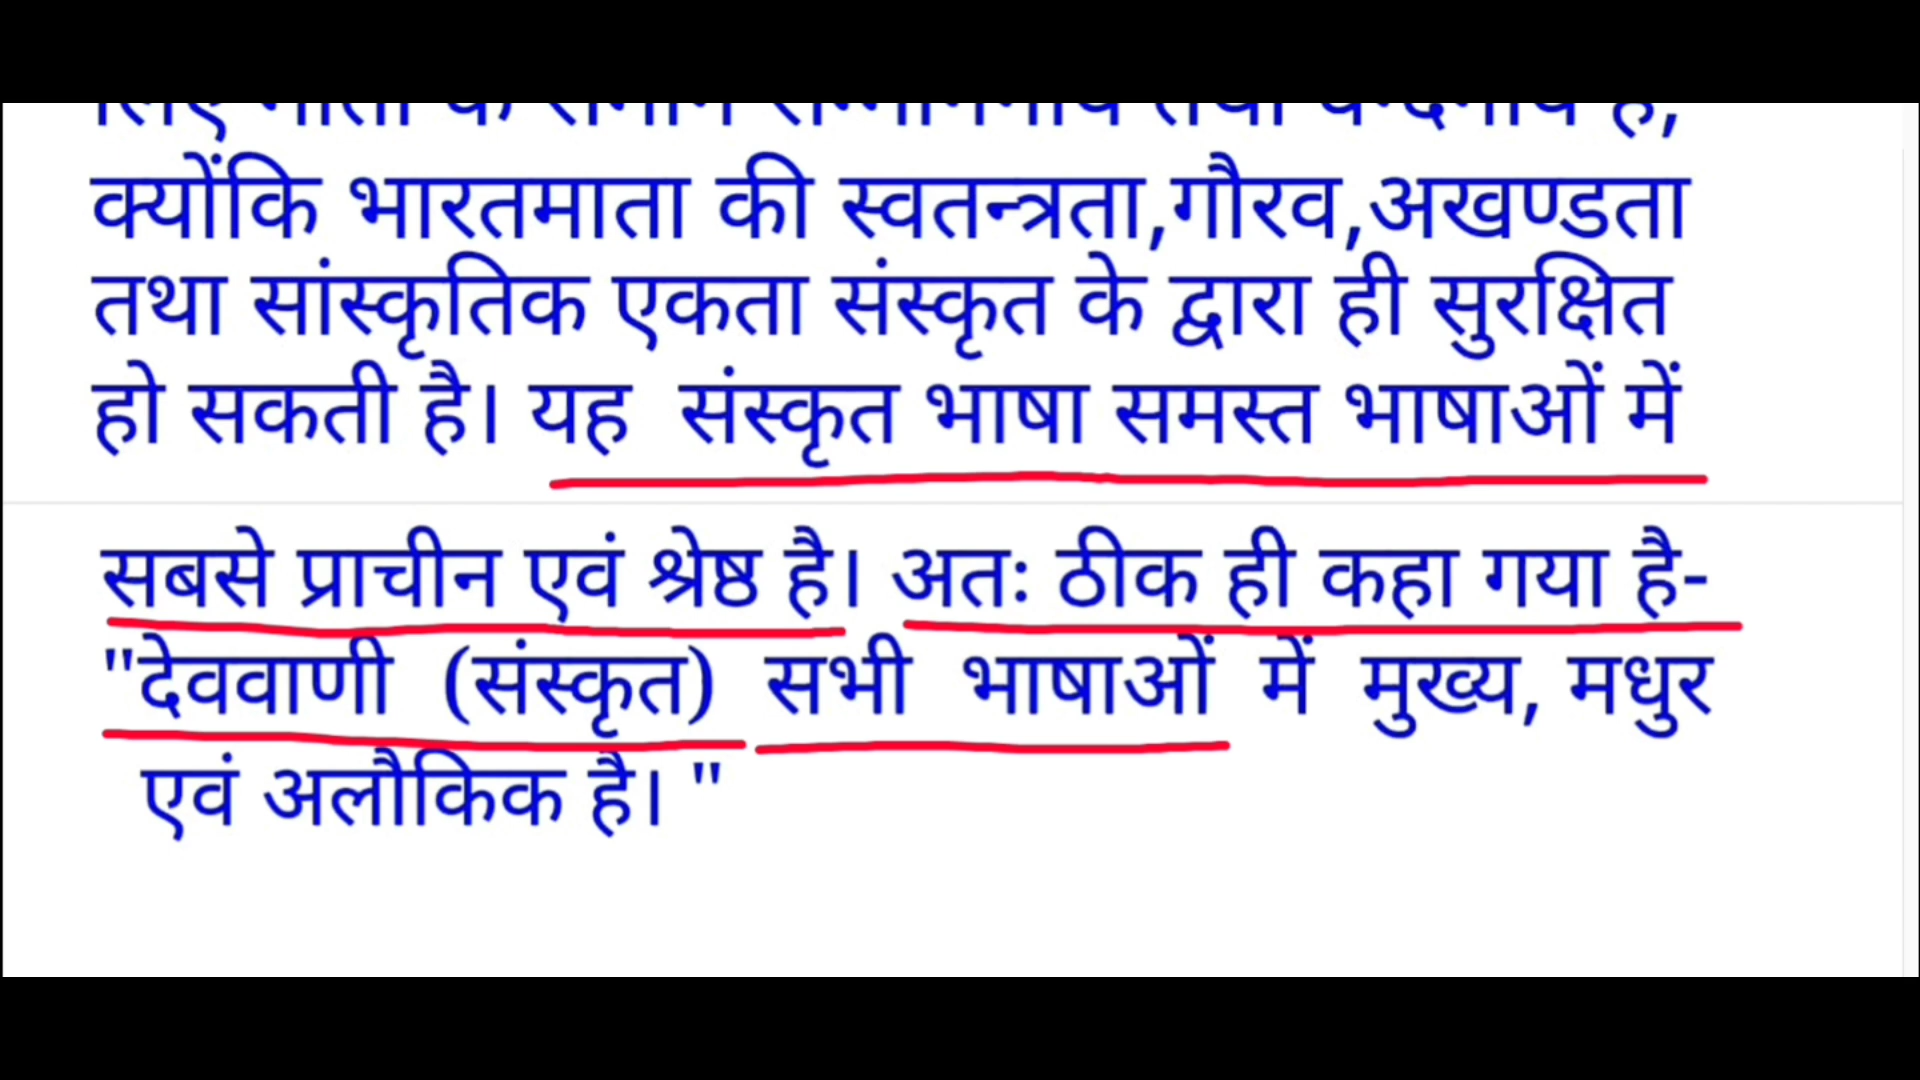 क्योंकि भारतमाता की स्वतन्त्रता,गौरव,अखण्डता
तथा सांस्कृतिक एकता संस्कृत के द्वारा ही सुरक्षित
हो सकती है। यह संस्कृत भाषा समस्त भाषाओं में
सबसे प्राचीन एवं श्रेष्ठ है। अतः ठीक ही कहा गया है-
"देववाणी (संस्कृत) सभी भाषाओं में मुख्य, मधुर
एवं अलौकिक है। "